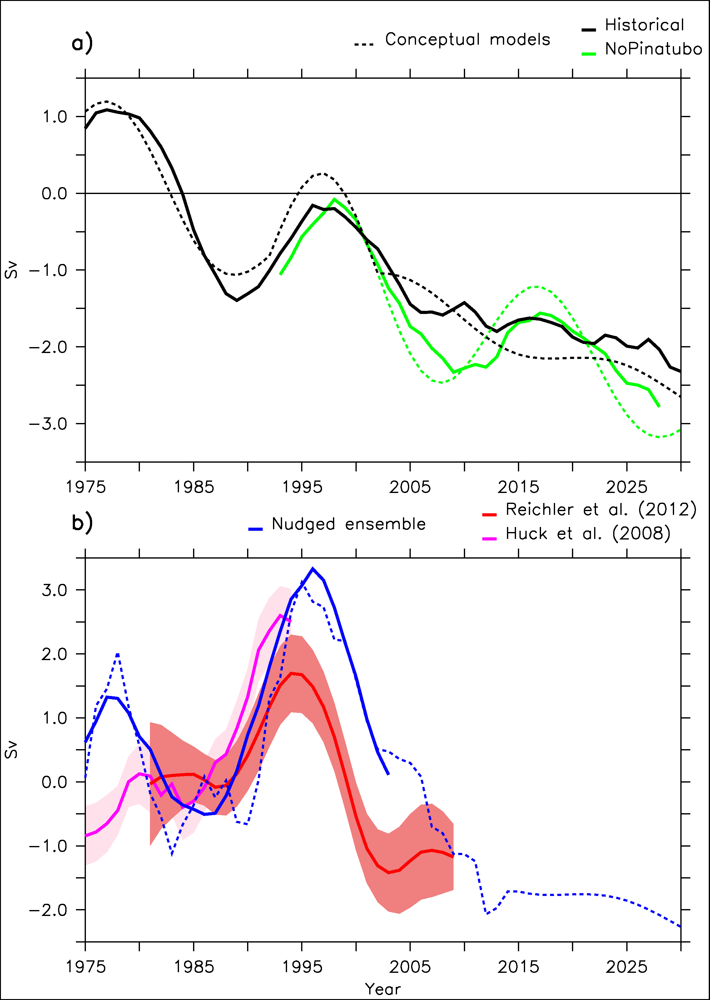 a)
Conceptual models
Historical
NoPinatubo
1.0
0.0
−1.0
−2.0
−3.0
Sv
1975 1985 1995 2005 2015 2025
b)
Nudged ensemble
Reichler et al. (2012)
Huck et al. (2008)
3.0
2.0
1.0
0.0
−1.0
−2.0
Sv
1975 1985 1995 2005 2015 2025
Year